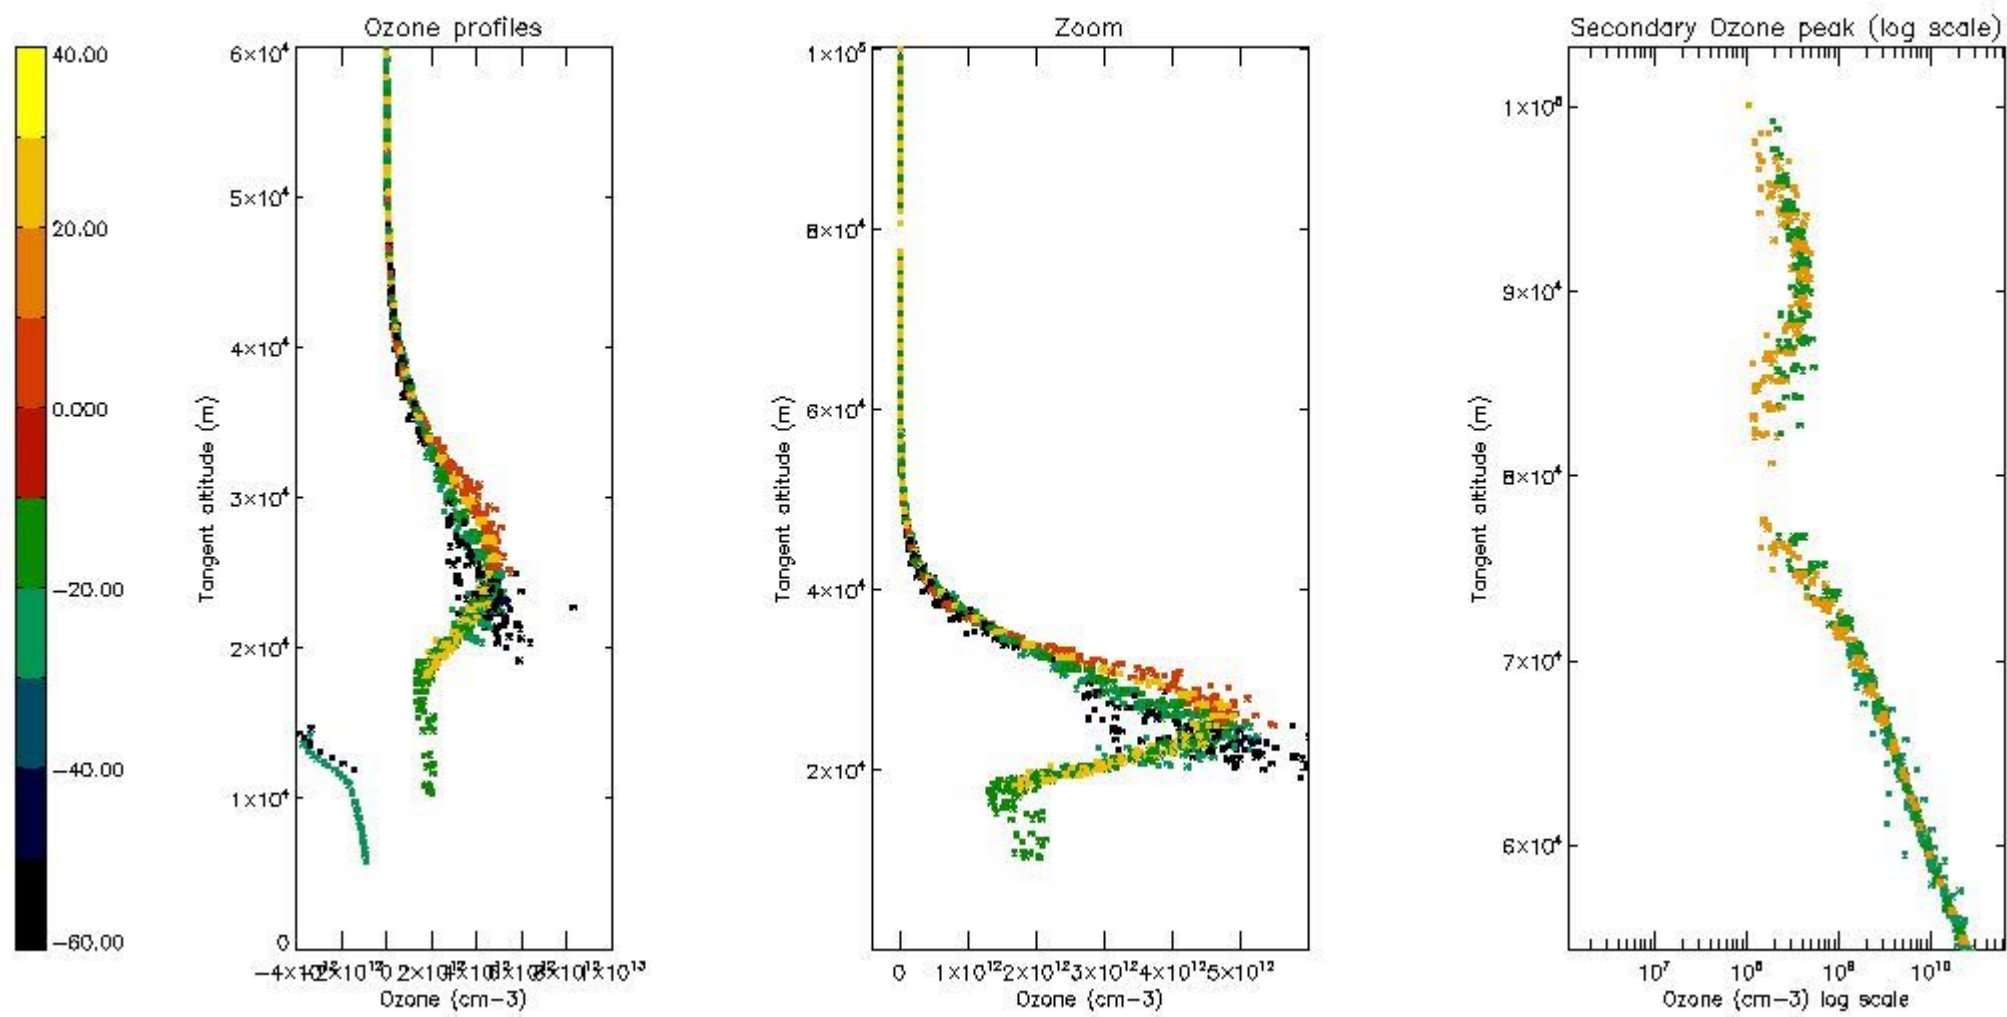 Ozone profiles
Zoom
Secondary Ozone peak (log scale)
40.00
20.00
0.000
−20.00
−40.00
−60.00
6×10⁴
5×10⁴
4×10⁴
3×10⁴
2×10⁴
1×10⁴
0
Tangent altitude (m)
Ozone (cm−3)
1×10⁵
8×10⁴
6×10⁴
4×10⁴
2×10⁴
Tangent altitude (m)
0 1×10¹² 2×10¹² 3×10¹² 4×10¹² 5×10¹²
Ozone (cm−3)
1×10⁵
9×10⁴
8×10⁴
7×10⁴
6×10⁴
Tangent altitude (m)
10⁷ 10⁸ 10⁹ 10¹⁰
Ozone (cm−3) log scale